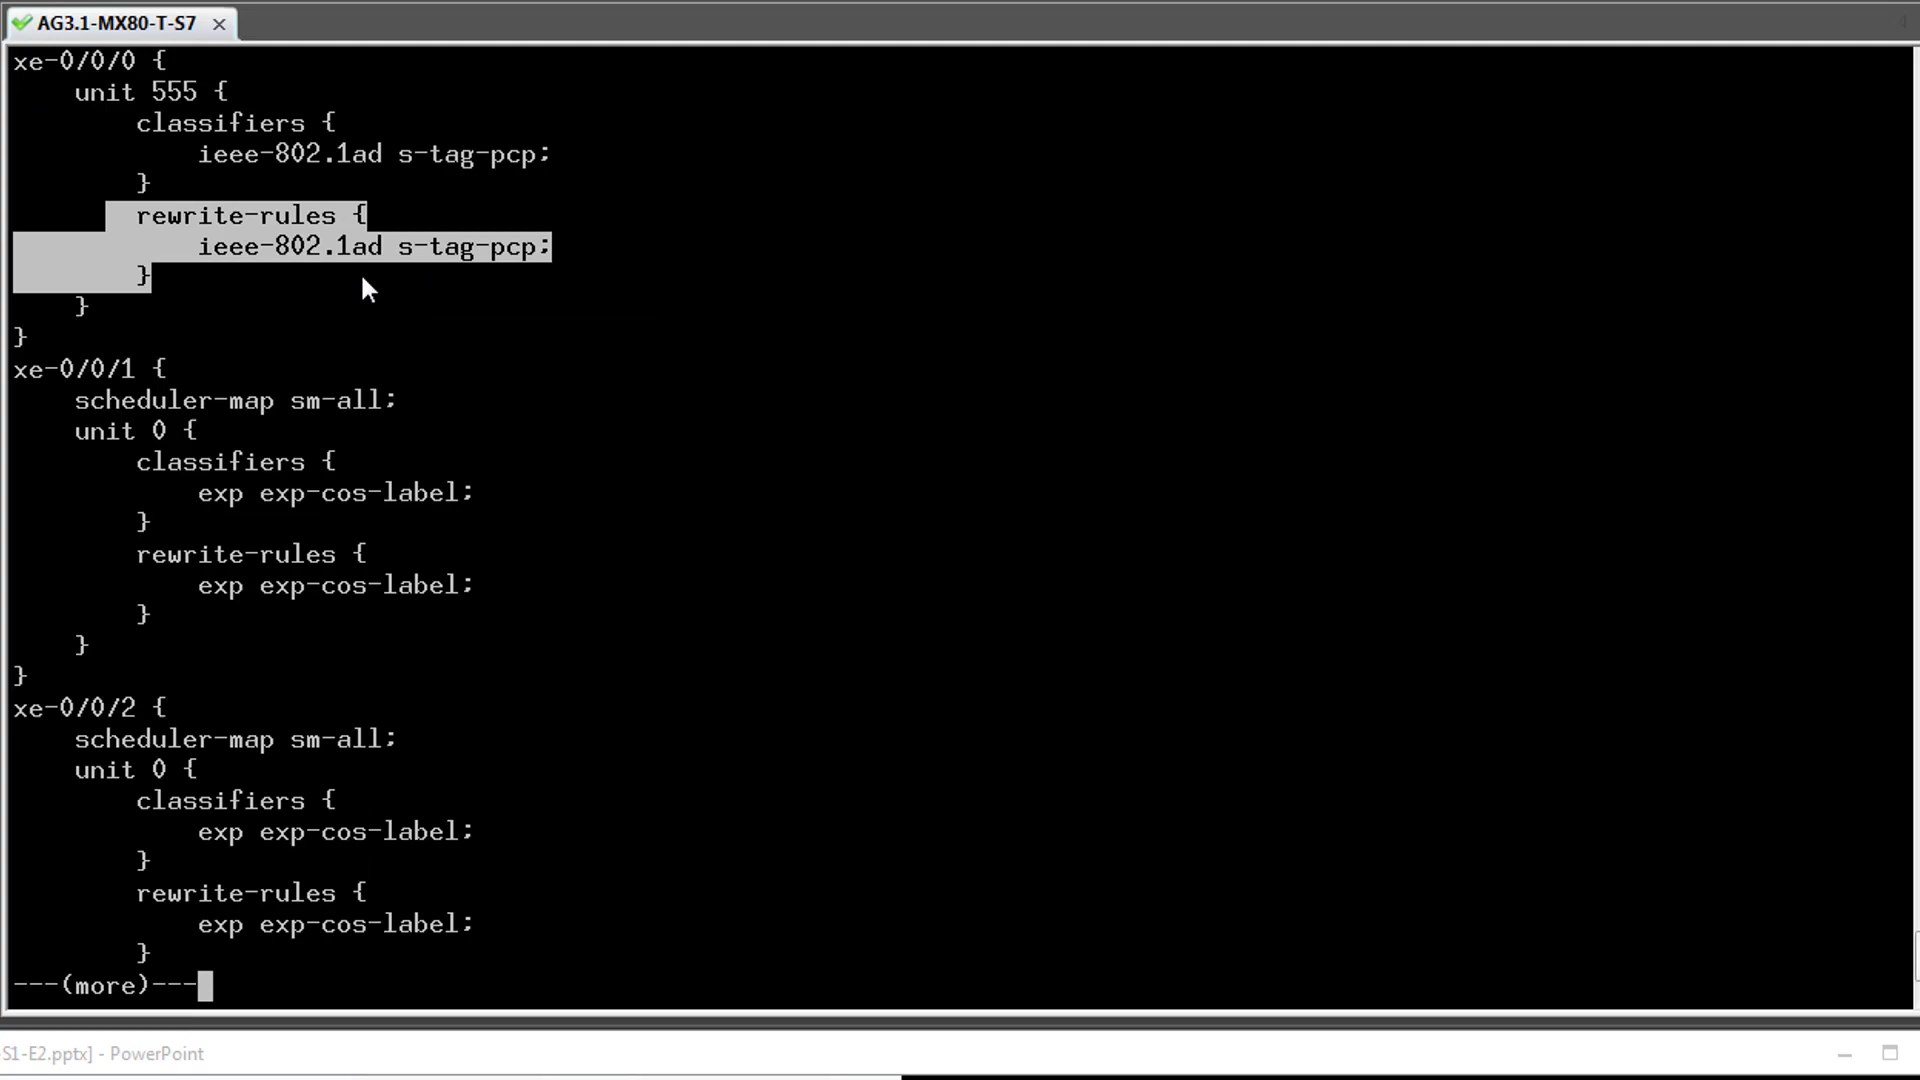 AG3.1-MX80-T-S7
xe-0/0/0 {
    unit 555 {
        classifiers {
            ieee-802.1ad s-tag-pcp;
        }
        rewrite-rules {
            ieee-802.1ad s-tag-pcp;
        }
    }
}
xe-0/0/1 {
    scheduler-map sm-all;
    unit 0 {
        classifiers {
            exp exp-cos-label;
        }
        rewrite-rules {
            exp exp-cos-label;
        }
    }
}
xe-0/0/2 {
    scheduler-map sm-all;
    unit 0 {
        classifiers {
            exp exp-cos-label;
        }
        rewrite-rules {
            exp exp-cos-label;
        }
---(more)---
-S1-E2.pptx] - PowerPoint